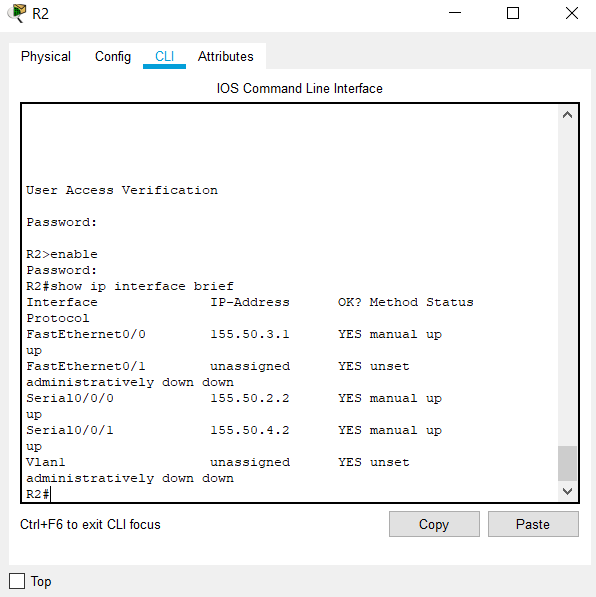 R2
Physical Config CLI Attributes
IOS Command Line Interface
User Access Verification
Password:
R2>enable
Password:
R2#show ip interface brief
Interface IP-Address OK? Method Status
Protocol
FastEthernet0/0 155.50.3.1 YES manual up
up
FastEthernet0/1 unassigned YES unset
administratively down down
Serial0/0/0 155.50.2.2 YES manual up
up
Serial0/0/1 155.50.4.2 YES manual up
up
Vlan1 unassigned YES unset
administratively down down
R2#
Ctrl+F6 to exit CLI focus Copy Paste
Top